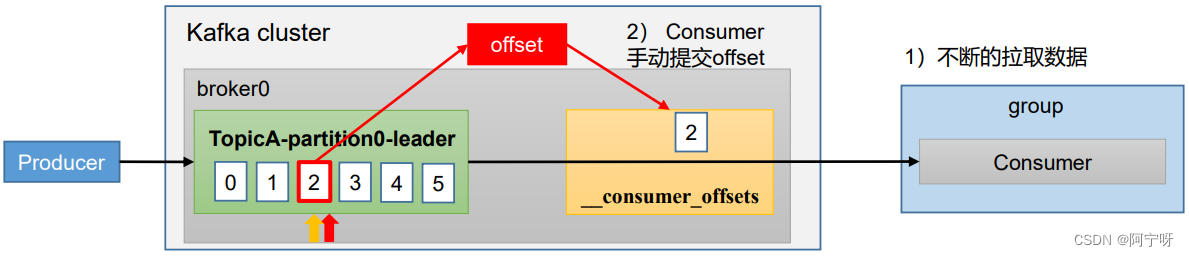 Kafka cluster
offset
2） Consumer
手动提交offset
1）不断的拉取数据
broker0
group
TopicA-partition0-leader
2
Producer
Consumer
0 1 2 3 4 5
__consumer_offsets
CSDN @阿宁呀